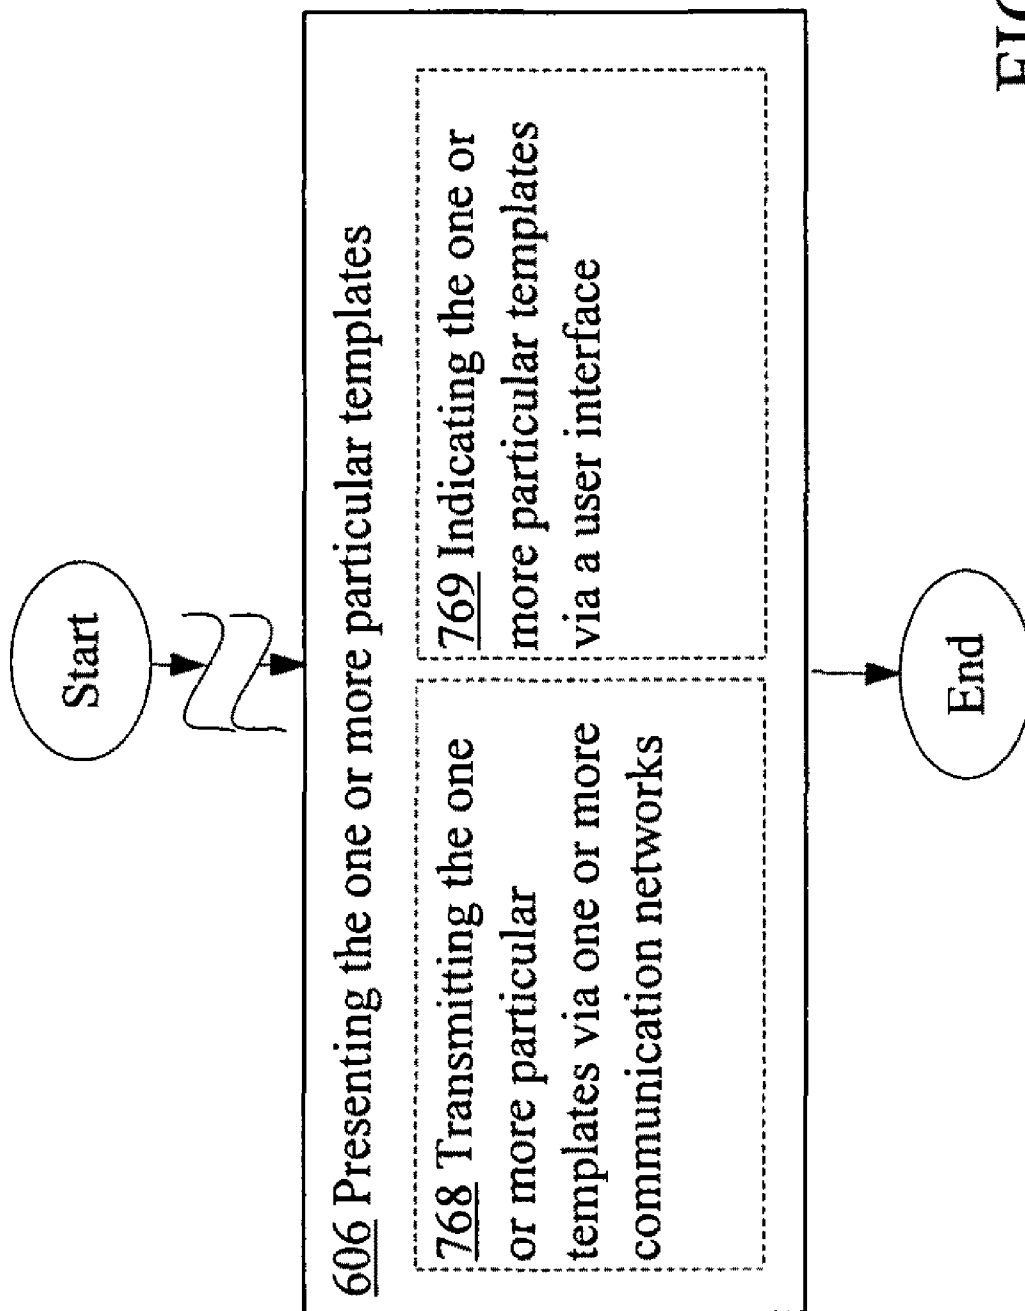 Start
606 Presenting the one or more particular templates
768 Transmitting the one
or more particular
templates via one or more
communication networks
769 Indicating the one or
more particular templates
via a user interface
End